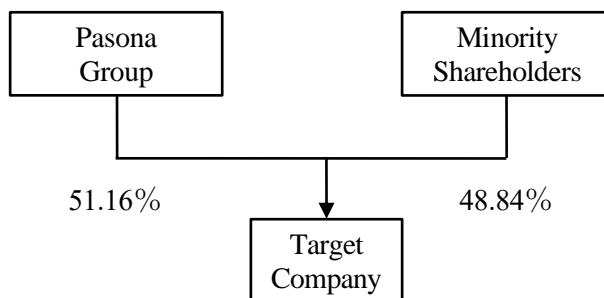 Pasona
Group
Minority
Shareholders
51.16%
48.84%
Target
Company